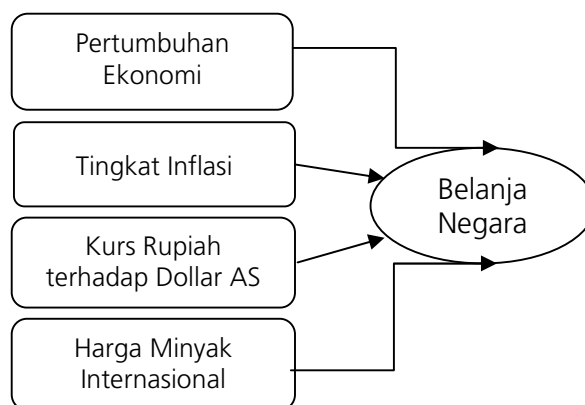 Pertumbuhan
Ekonomi
Tingkat Inflasi
Kurs Rupiah
terhadap Dollar AS
Harga Minyak
Internasional
Belanja
Negara